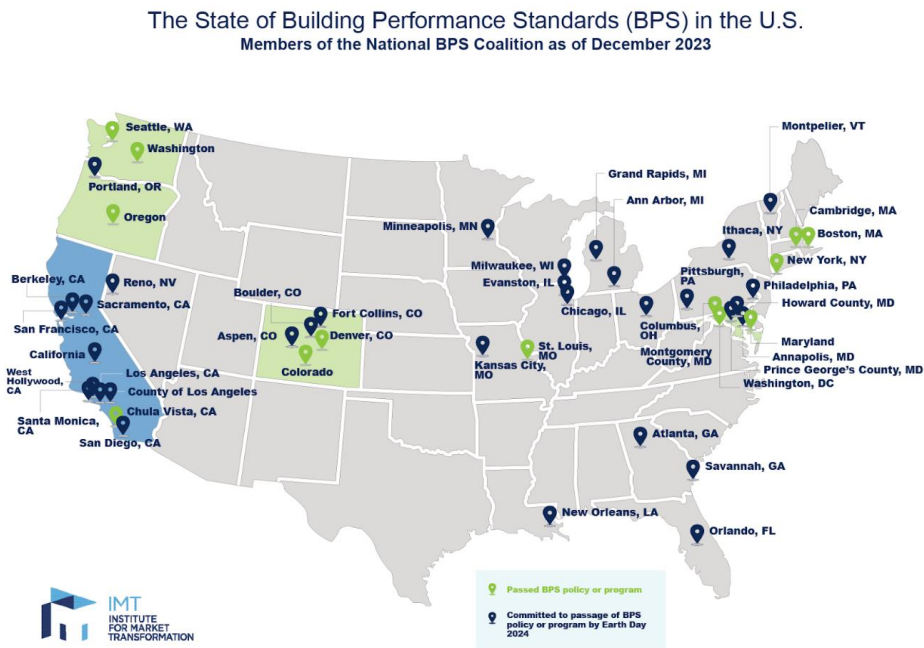 The State of Building Performance Standards (BPS) in the U.S.
Members of the National BPS Coalition as of December 2023
Seattle, WA
Washington
Portland, OR
Oregon
Berkeley, CA
Reno, NV
Sacramento, CA
San Francisco, CA
California
West
Hollywood,
CA
Los Angeles, CA
County of Los Angeles
Chula Vista, CA
Santa Monica,
CA
San Diego, CA
Boulder, CO
Fort Collins, CO
Aspen, CO
Denver, CO
Colorado
Minneapolis, MN
Milwaukee, WI
Evanston, IL
Chicago, IL
Grand Rapids, MI
Ann Arbor, MI
St. Louis,
MO
Kansas City,
MO
Columbus,
OH
Pittsburgh,
PA
Montpelier, VT
Cambridge, MA
Ithaca, NY
Boston, MA
New York, NY
Philadelphia, PA
Howard County, MD
Montgomery
County, MD
Maryland
Annapolis, MD
Prince George's County, MD
Washington, DC
Atlanta, GA
Savannah, GA
New Orleans, LA
Orlando, FL
Passed BPS policy or program
Committed to passage of BPS
policy or program by Earth Day
2024
IMT
INSTITUTE
FOR MARKET
TRANSFORMATION